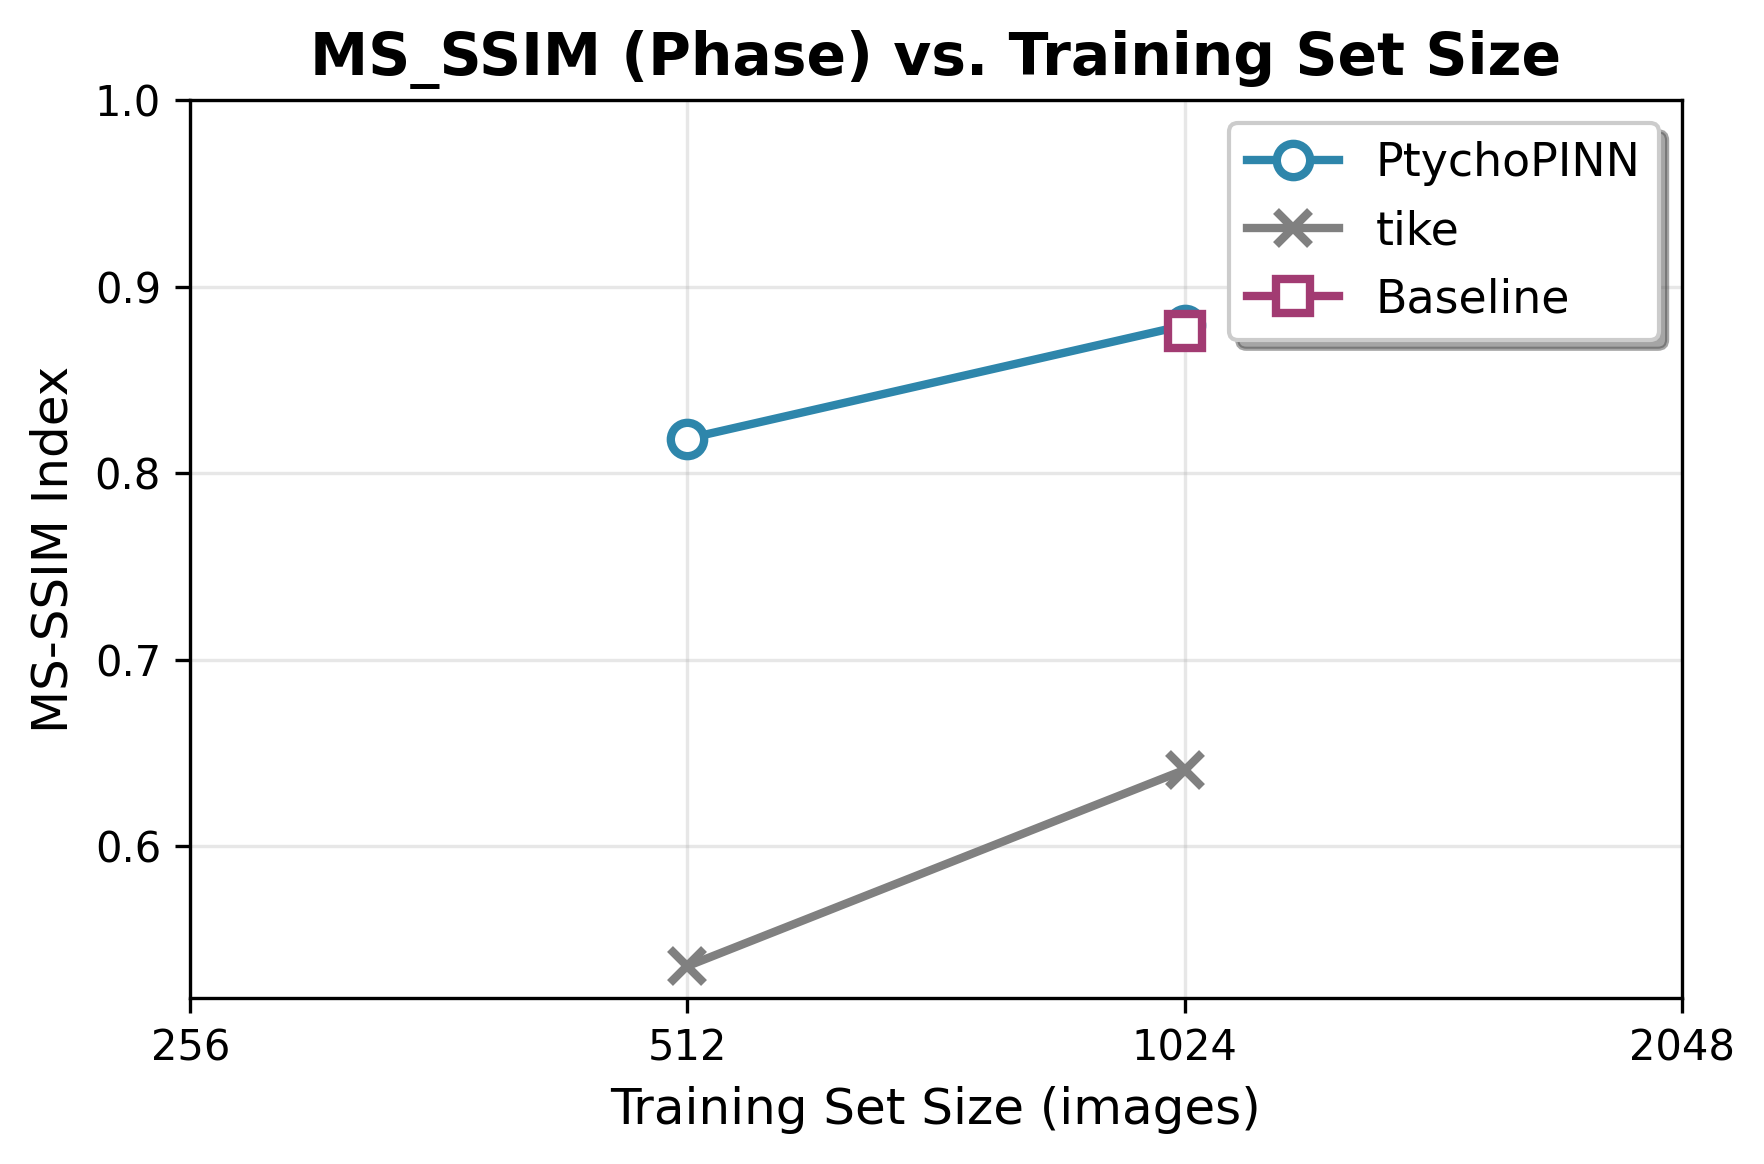 MS_SSIM (Phase) vs. Training Set Size
1.0
0.9
0.8
0.7
0.6
MS-SSIM Index
PtychoPINN
tike
Baseline
256 512 1024 2048
Training Set Size (images)